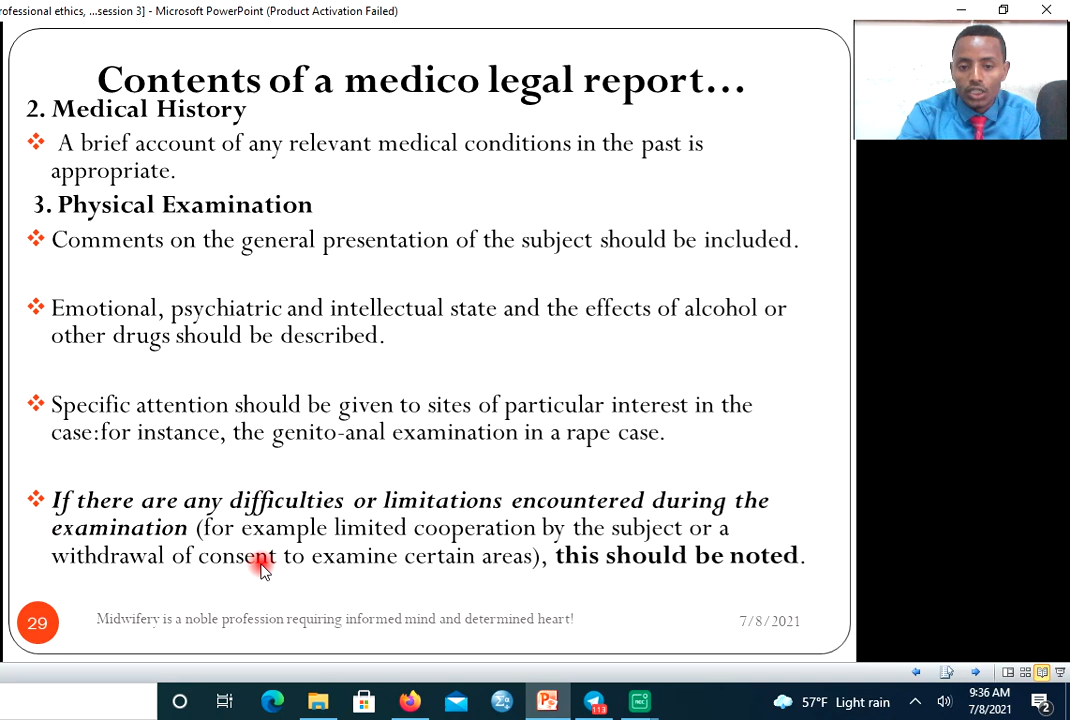 rofessional ethics, ...session 3] - Microsoft PowerPoint (Product Activation Failed)
Contents of a medico legal report...
2. Medical History
A brief account of any relevant medical conditions in the past is
appropriate.
3. Physical Examination
Comments on the general presentation of the subject should be included.
Emotional, psychiatric and intellectual state and the effects of alcohol or
other drugs should be described.
Specific attention should be given to sites of particular interest in the
case:for instance, the genito-anal examination in a rape case.
If there are any difficulties or limitations encountered during the
examination (for example limited cooperation by the subject or a
withdrawal of consent to examine certain areas), this should be noted.
29
Midwifery is a noble profession requiring informed mind and determined heart!
7/8/2021
113
REC
57°F Light rain
9:36 AM
7/8/2021
2